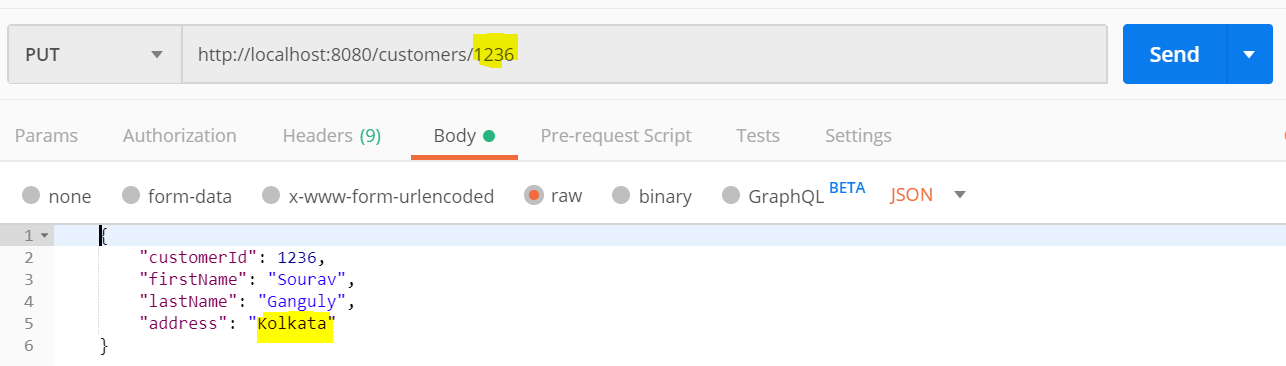 PUT http://localhost:8080/customers/1236 Send
Params Authorization Headers (9) Body Pre-request Script Tests Settings
none form-data x-www-form-urlencoded raw binary GraphQL BETA JSON
1 {
2 "customerId": 1236,
3 "firstName": "Sourav",
4 "lastName": "Ganguly",
5 "address": "Kolkata"
6 }